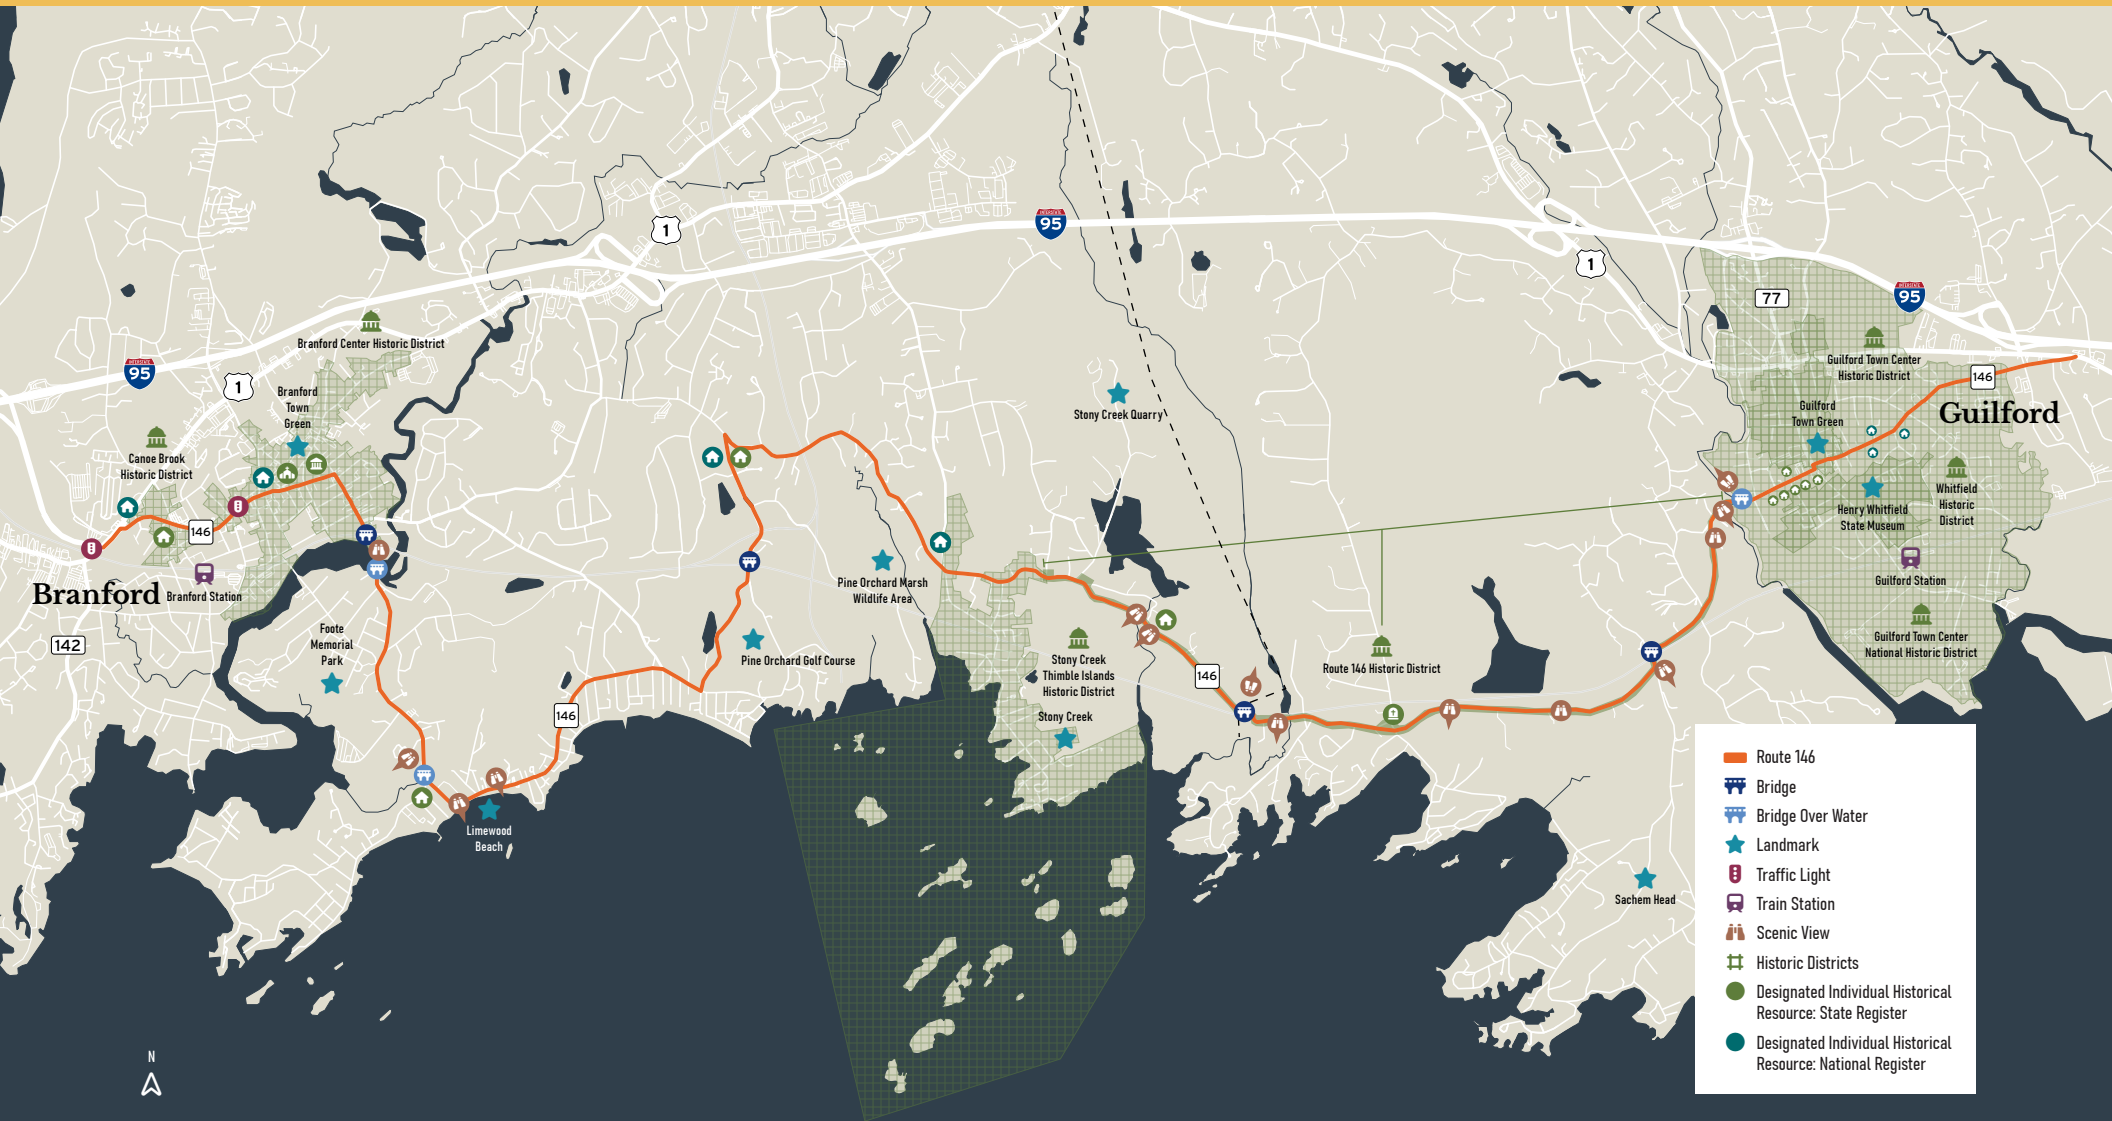 INTERSTATE
95
1
INTERSTATE
95
1
INTERSTATE
95
1
77
INTERSTATE
95
146
Guilford
Branford Center Historic District
Branford
Town
Green
Canoe Brook
Historic District
146
Branford
Branford Station
142
Foote
Memorial
Park
146
Limewood
Beach
Stony Creek Quarry
Pine Orchard Marsh
Wildlife Area
Pine Orchard Golf Course
Stony Creek
Thimble Islands
Historic District
Stony Creek
146
Route 146 Historic District
Guilford Town Center
Historic District
Guilford
Town Green
Whitfield
Historic
District
Henry Whitfield
State Museum
Guilford Station
Guilford Town Center
National Historic District
Sachem Head
Route 146
Bridge
Bridge Over Water
Landmark
Traffic Light
Train Station
Scenic View
Historic Districts
Designated Individual Historical
Resource: State Register
Designated Individual Historical
Resource: National Register
N